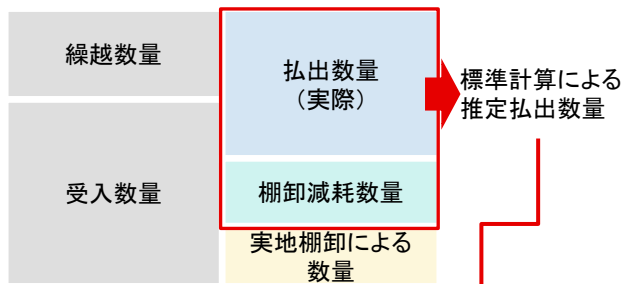 繰越数量
受入数量
払出数量
（実際）
棚卸減耗数量
実地棚卸による
数量
標準計算による
推定払出数量